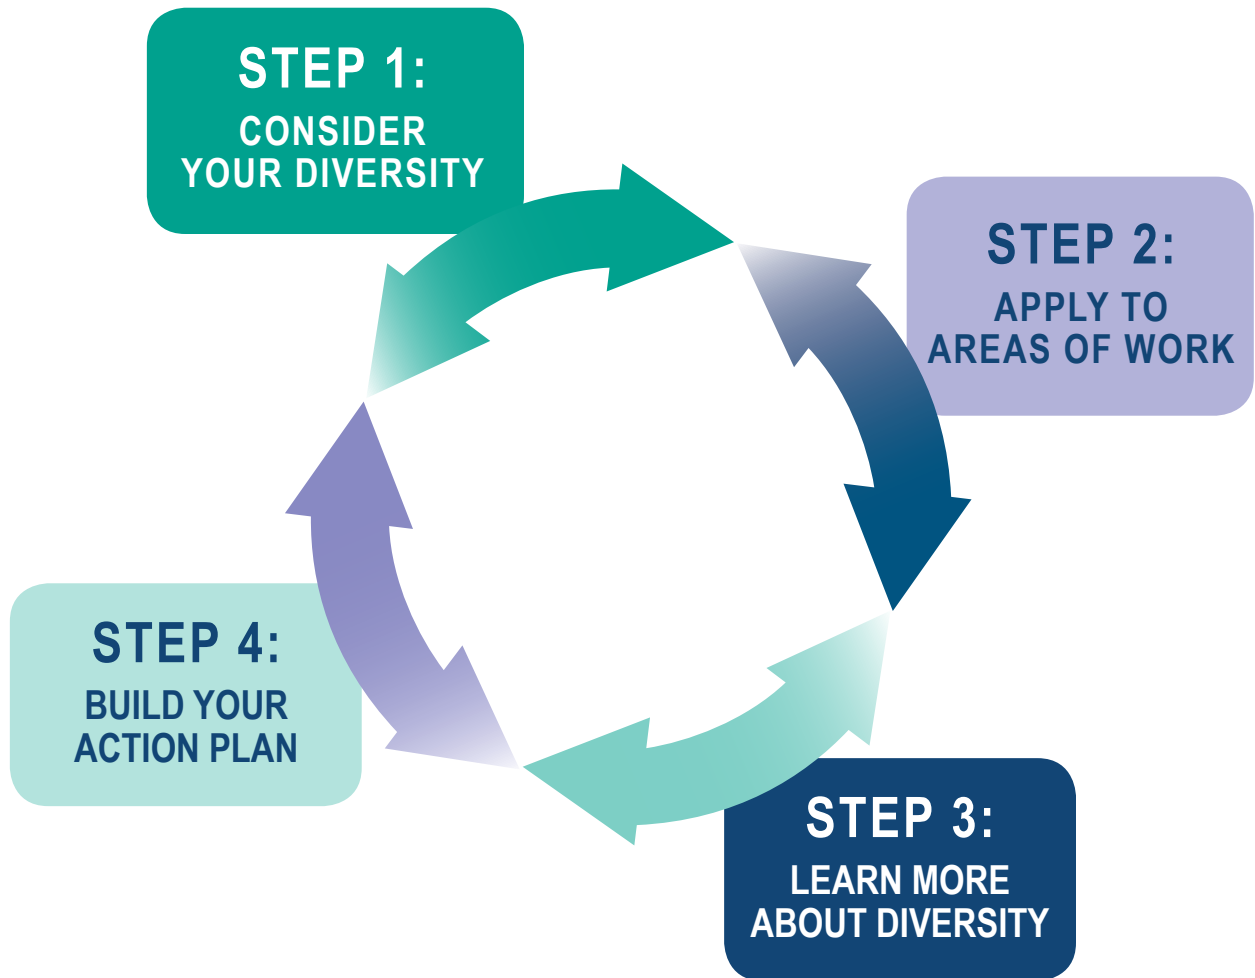 STEP 1:
CONSIDER
YOUR DIVERSITY
STEP 2:
APPLY TO
AREAS OF WORK
STEP 3:
LEARN MORE
ABOUT DIVERSITY
STEP 4:
BUILD YOUR
ACTION PLAN